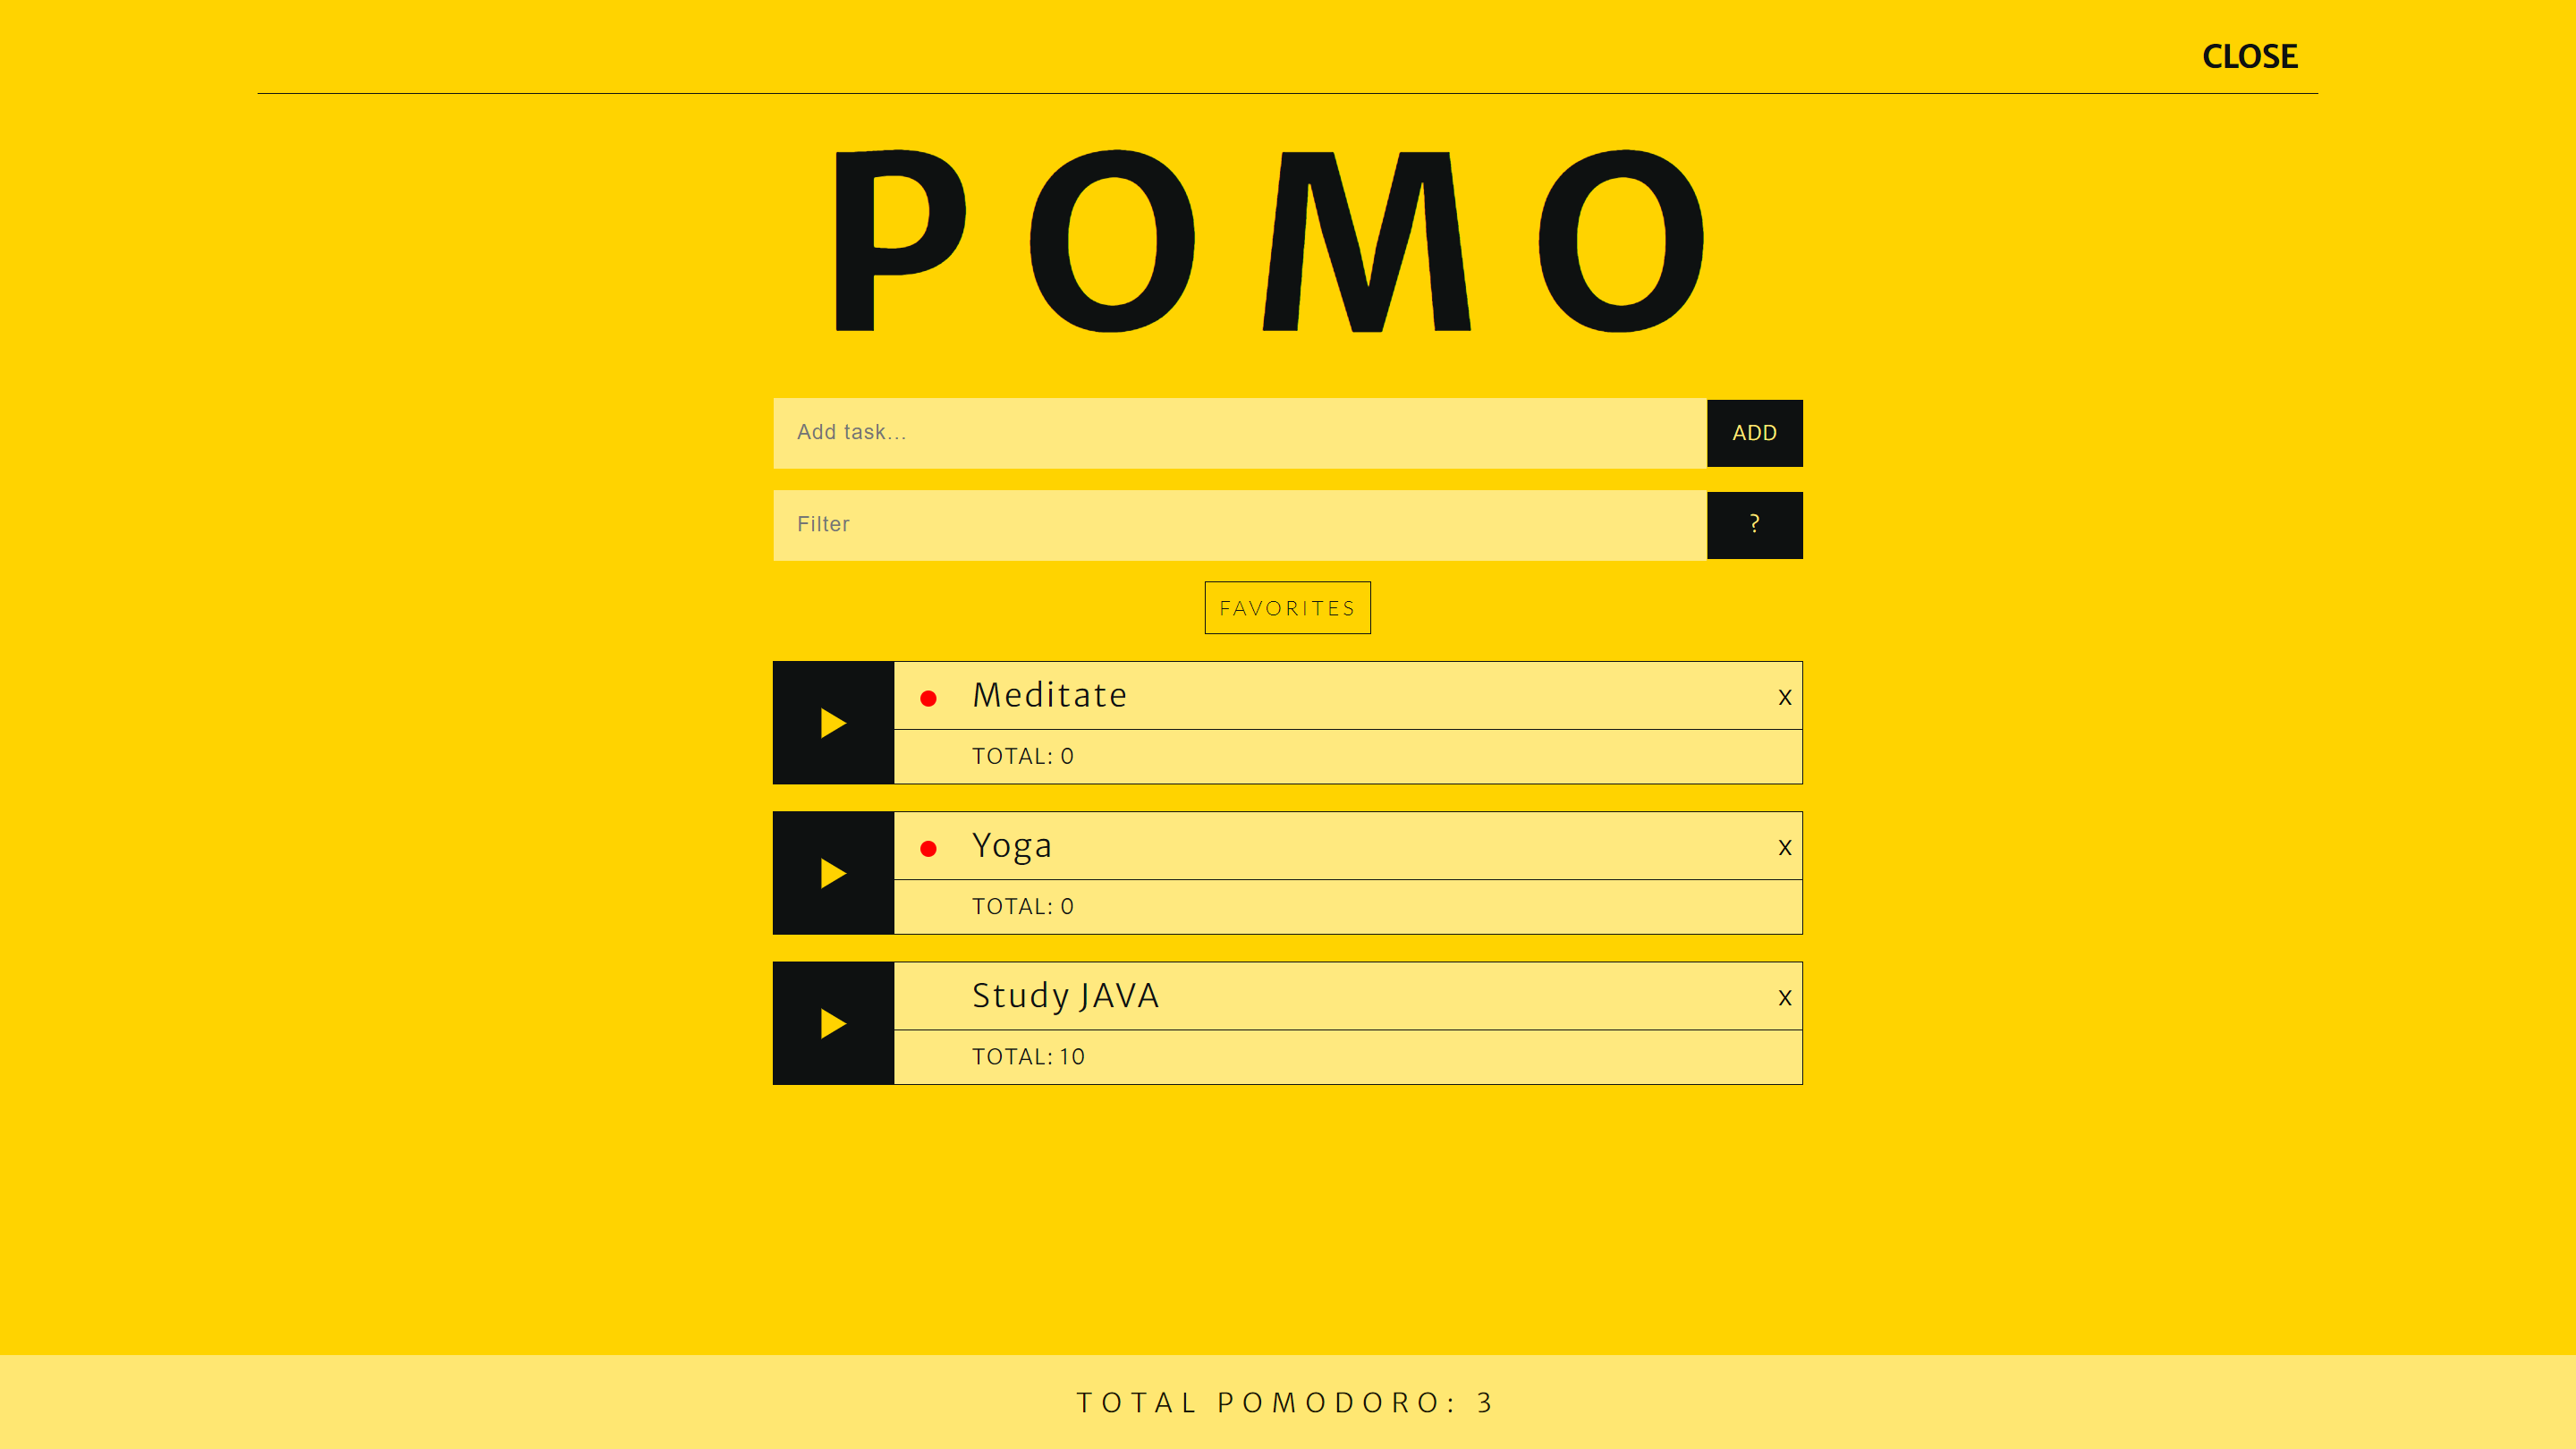 CLOSE
POMO
Add task...
ADD
Filter
?
FAVORITES
Meditate
x
TOTAL: 0
Yoga
x
TOTAL: 0
Study JAVA
x
TOTAL: 10
TOTAL POMODORO: 3